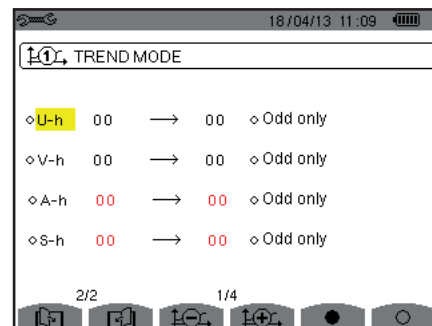 18/04/13 11:09
1 TREND MODE
U-h 00 → 00 Odd only
V-h 00 → 00 Odd only
A-h 00 → 00 Odd only
S-h 00 → 00 Odd only
2/2 1/4